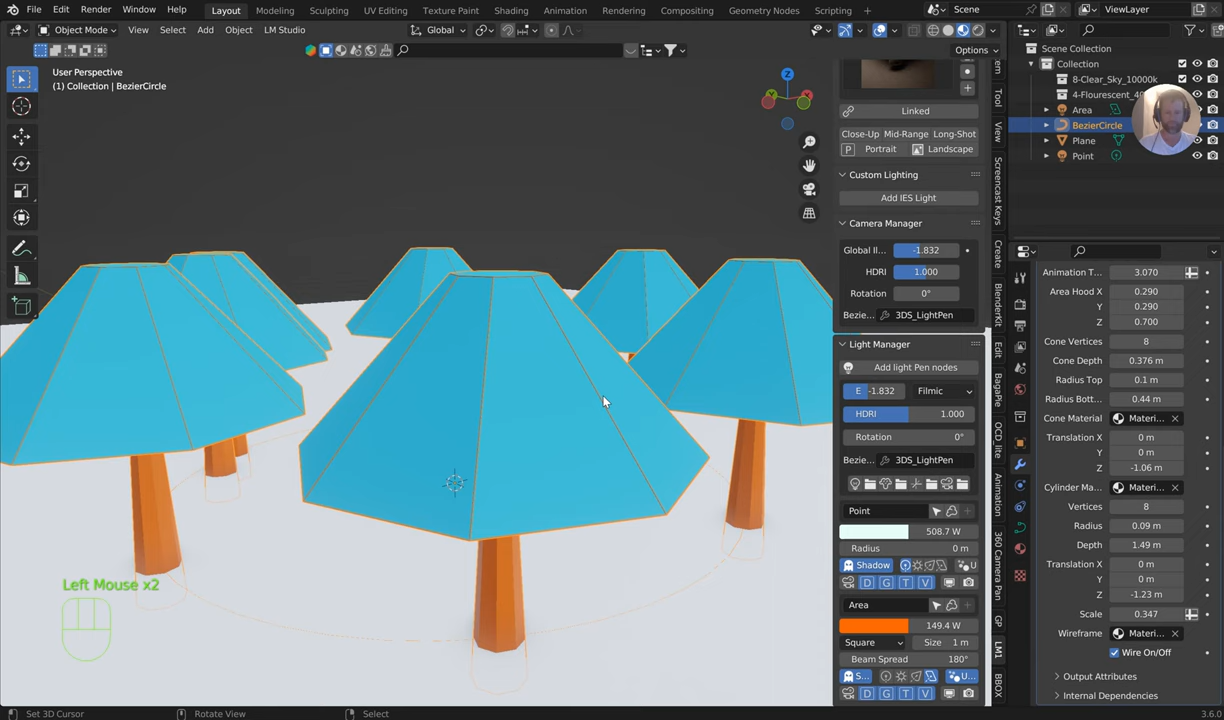 File Edit Render Window Help Layout Modeling Sculpting UV Editing Texture Paint Shading Animation Rendering Compositing Geometry Nodes Scripting Scene ViewLayer
Object Mode View Select Add Object LM Studio Global
Options
User Perspective
(1) Collection | BezierCircle
Z
Linked
Close-Up Mid-Range Long-Shot
P Portrait Landscape
Custom Lighting
Add IES Light
Camera Manager
Global Il... -1.832
HDRI 1.000
Rotation 0°
Bezie... 3DS_LightPen
Light Manager
Add light Pen nodes
E -1.832 Filmic
HDRI 1.000
Rotation 0°
Bezie... 3DS_LightPen
Point
508.7 W
Radius 0 m
Shadow U
D G T V
Area
149.4 W
Square Size 1 m
Beam Spread 180°
S... U...
D G T V
Tool
View
Screencast Keys
Create
BlenderKit
Edit
BagaPie
OCD_lite
Animation
360 Camera Pan
GP
LM1
BBOX
Scene Collection
Collection
8-Clear_Sky_10000k
Area
BezierCircle
Plane
Point
Animation T... 3.070
Area Hood X 0.290
Y 0.290
Z 0.700
Cone Vertices 8
Cone Depth 0.376 m
Radius Top 0.1 m
Radius Bott... 0.44 m
Cone Material Materi...
Translation X 0 m
Y 0 m
Z -1.06 m
Cylinder Ma... Materi...
Vertices 8
Radius 0.09 m
Depth 1.49 m
Translation X 0 m
Y 0 m
Z -1.23 m
Scale 0.347
Wireframe Materi...
Wire On/Off
Output Attributes
Internal Dependencies
Left Mouse x2
Set 3D Cursor Rotate View Select 3.6.0